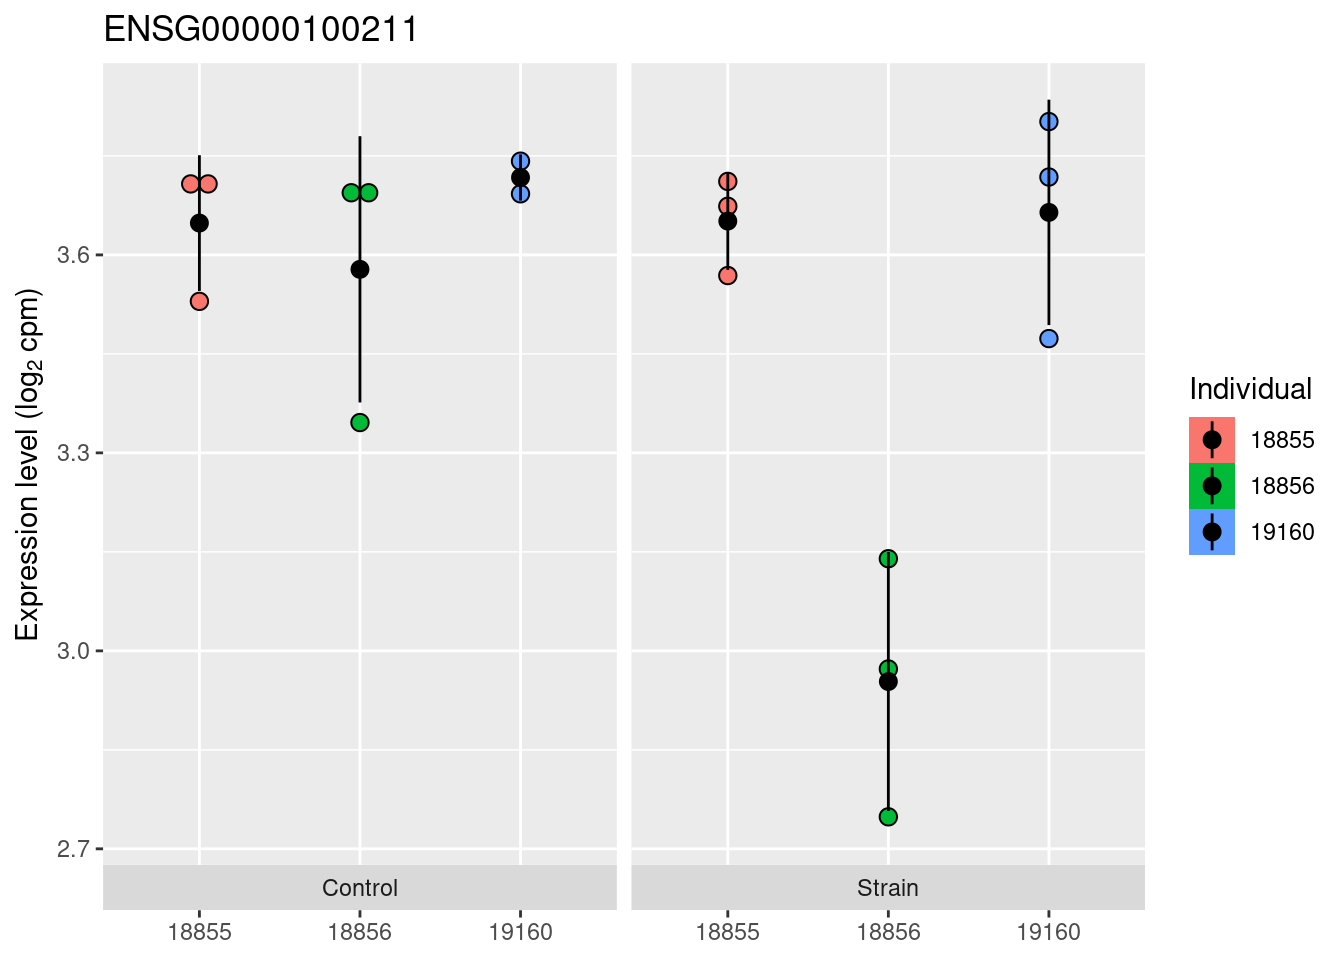 ENSG00000100211
Expression level (log₂ cpm)
3.6
3.3
3.0
2.7
Control
Strain
18855
18856
19160
18855
18856
19160
Individual
18855
18856
19160